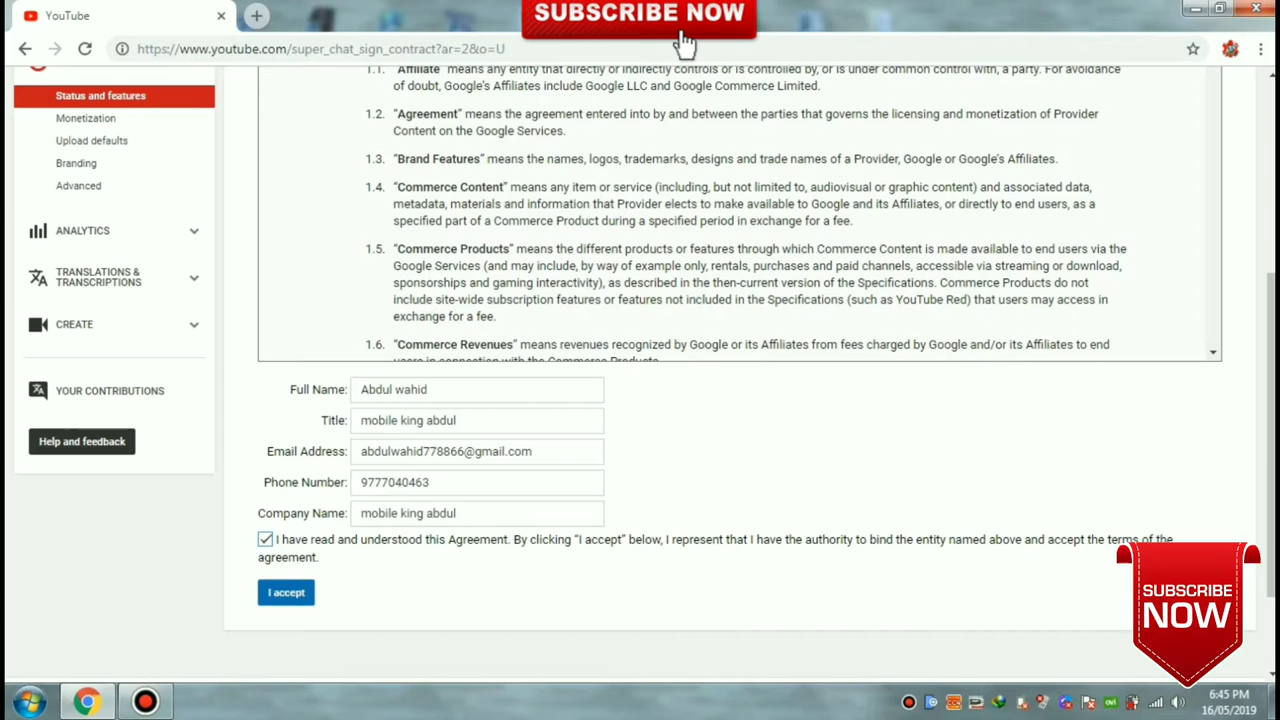 YouTube
SUBSCRIBE NOW
https://www.youtube.com/super_chat_sign_contract?ar=2&o=U
Status and features
Monetization
Upload defaults
Branding
Advanced
ANALYTICS
TRANSLATIONS &
TRANSCRIPTIONS
CREATE
YOUR CONTRIBUTIONS
Help and feedback
1.1. "Affiliate" means any entity that directly or indirectly controls or is controlled by, or is under common control with, a party. For avoidance
of doubt, Google's Affiliates include Google LLC and Google Commerce Limited.
1.2. "Agreement" means the agreement entered into by and between the parties that governs the licensing and monetization of Provider
Content on the Google Services.
1.3. "Brand Features" means the names, logos, trademarks, designs and trade names of a Provider, Google or Google's Affiliates.
1.4. "Commerce Content" means any item or service (including, but not limited to, audiovisual or graphic content) and associated data,
metadata, materials and information that Provider elects to make available to Google and its Affiliates, or directly to end users, as a
specified part of a Commerce Product during a specified period in exchange for a fee.
1.5. "Commerce Products" means the different products or features through which Commerce Content is made available to end users via the
Google Services (and may include, by way of example only, rentals, purchases and paid channels, accessible via streaming or download,
sponsorships and gaming interactivity), as described in the then-current version of the Specifications. Commerce Products do not
include site-wide subscription features or features not included in the Specifications (such as YouTube Red) that users may access in
exchange for a fee.
1.6. "Commerce Revenues" means revenues recognized by Google or its Affiliates from fees charged by Google and/or its Affiliates to end
users in connection with the Commerce Products.
Full Name: Abdul wahid
Title: mobile king abdul
Email Address: abdulwahid778866@gmail.com
Phone Number: 9777040463
Company Name: mobile king abdul
I have read and understood this Agreement. By clicking "I accept" below, I represent that I have the authority to bind the entity named above and accept the terms of the
agreement.
I accept
SUBSCRIBE
NOW
ovi
6:45 PM
16/05/2019